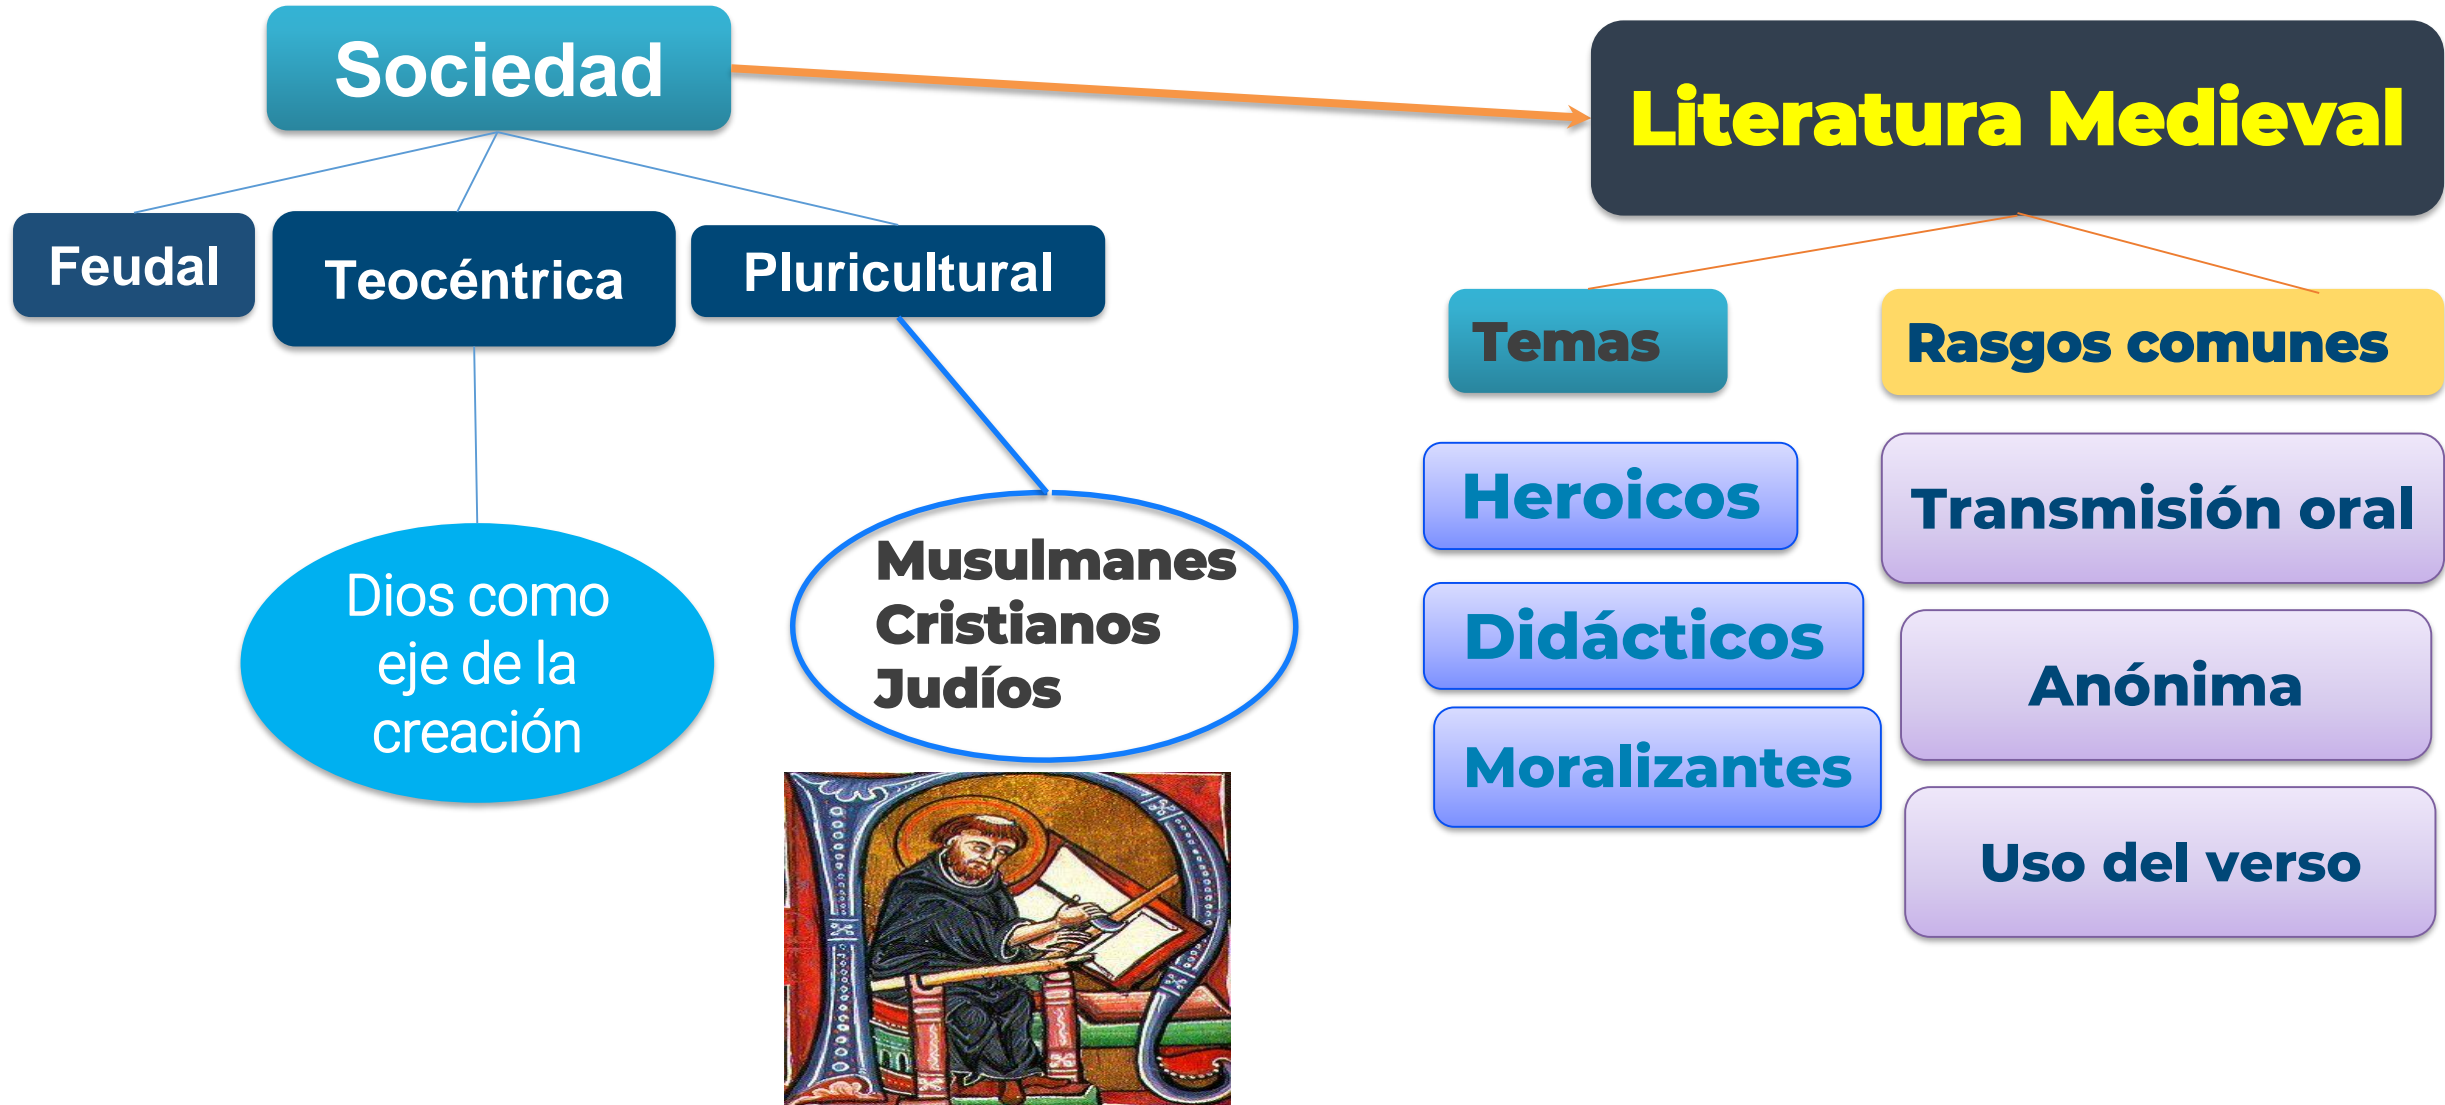 Sociedad
Literatura Medieval
Feudal
Teocéntrica
Pluricultural
Temas
Rasgos comunes
Dios como
eje de la
creación
Musulmanes
Cristianos
Judíos
Heroicos
Didácticos
Moralizantes
Transmisión oral
Anónima
Uso del verso